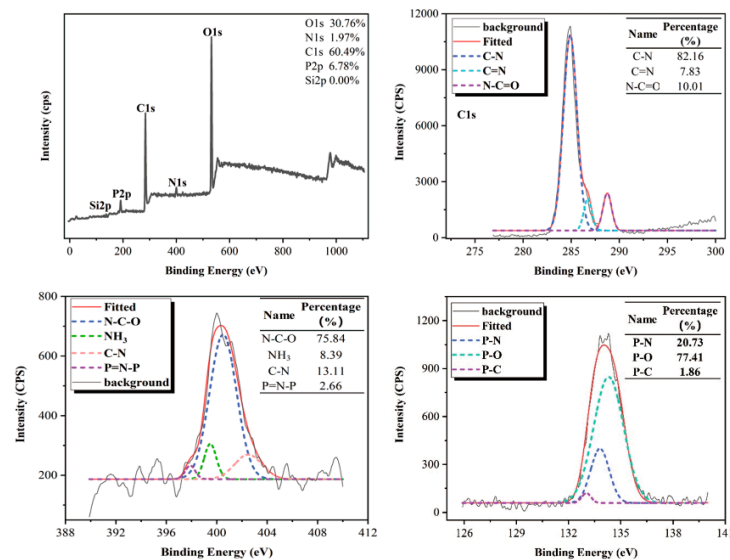 O1s 30.76%
N1s 1.97%
C1s 60.49%
P2p 6.78%
Si2p 0.00%
O1s
C1s
N1s
P2p
Si2p
Intensity (cps)
0 200 400 600 800 1000
Binding Energy (eV)
12000
9000
6000
3000
0
Intensity (CPS)
background
Fitted
C-N
C=N
N-C=O
Name Percentage (%)
C-N 82.16
C=N 7.83
N-C=O 10.01
C1s
275 280 285 290 295 300
Binding Energy (eV)
800
600
400
200
Intensity (CPS)
Fitted
N-C-O
NH₃
C-N
P=N-P
background
Name Percentage (%)
N-C-O 75.84
NH₃ 8.39
C-N 13.11
P=N-P 2.66
388 392 396 400 404 408 412
Binding Energy (eV)
1200
900
600
300
0
Intensity (CPS)
background
Fitted
P-N
P-O
P-C
Name Percentage (%)
P-N 20.73
P-O 77.41
P-C 1.86
126 129 132 135 138 14
Binding Energy (eV)